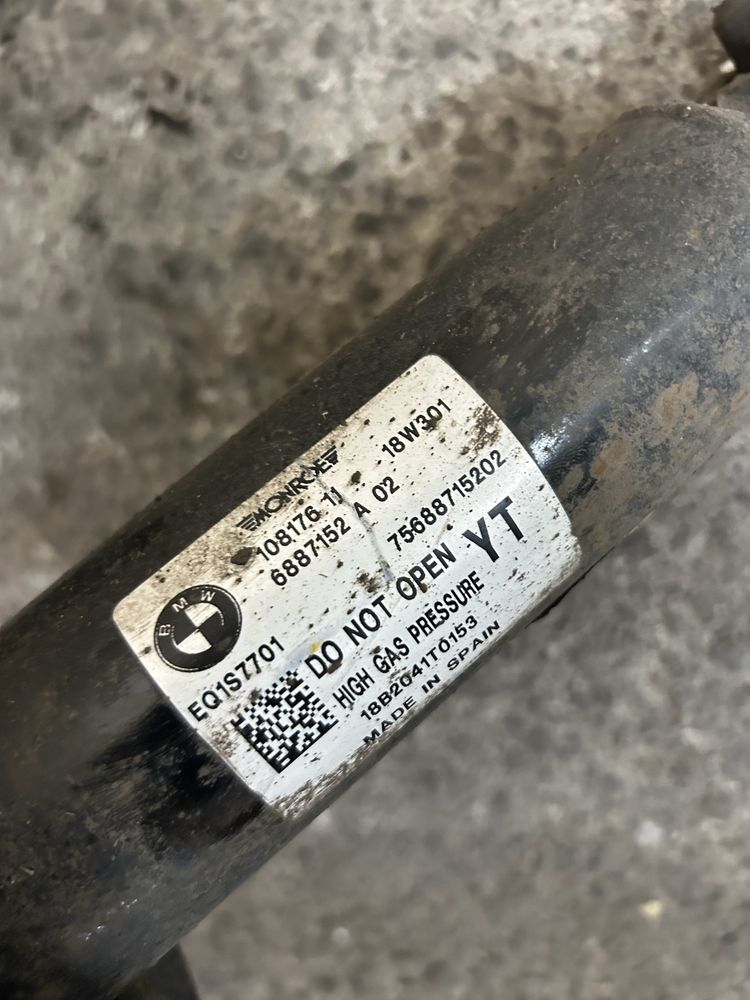 MONROE
108176 11 18W301
6887152 A 02 75688715202
BMW
EQ1S7701
DO NOT OPEN YT
HIGH GAS PRESSURE
18B2041T0153
MADE IN SPAIN